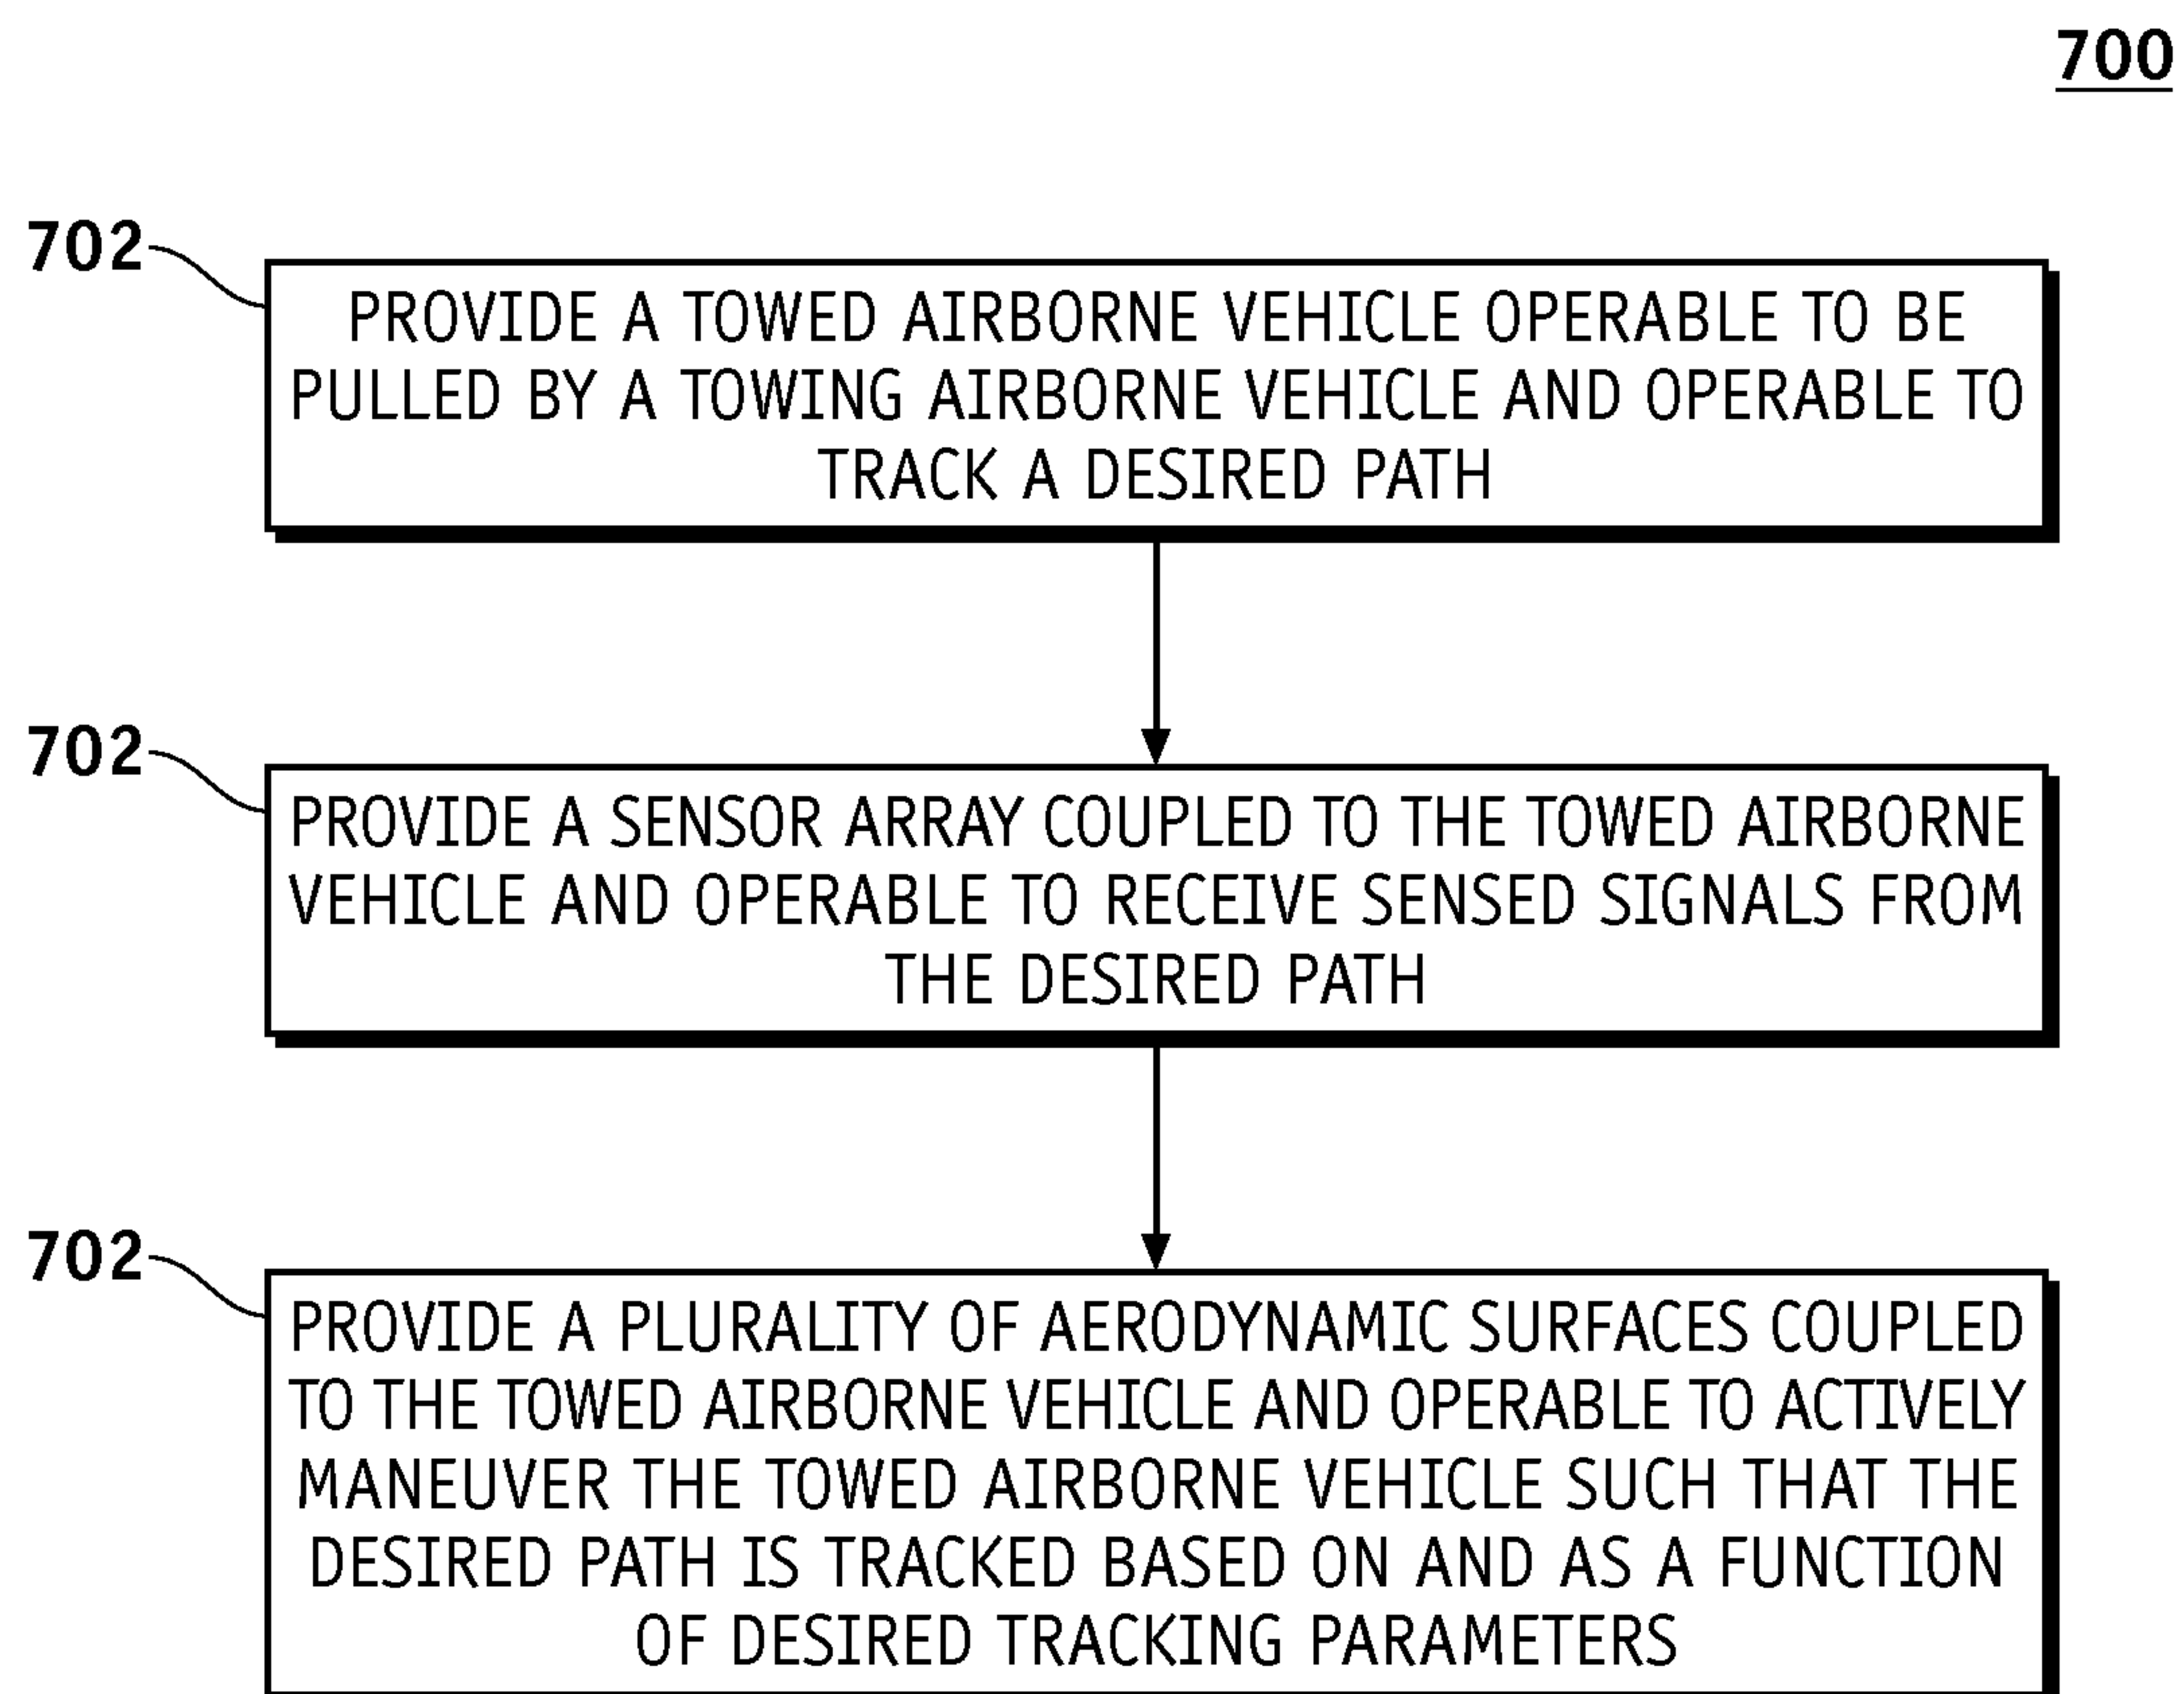 700
702
PROVIDE A TOWED AIRBORNE VEHICLE OPERABLE TO BE
PULLED BY A TOWING AIRBORNE VEHICLE AND OPERABLE TO
TRACK A DESIRED PATH
702
PROVIDE A SENSOR ARRAY COUPLED TO THE TOWED AIRBORNE
VEHICLE AND OPERABLE TO RECEIVE SENSED SIGNALS FROM
THE DESIRED PATH
702
PROVIDE A PLURALITY OF AERODYNAMIC SURFACES COUPLED
TO THE TOWED AIRBORNE VEHICLE AND OPERABLE TO ACTIVELY
MANEUVER THE TOWED AIRBORNE VEHICLE SUCH THAT THE
DESIRED PATH IS TRACKED BASED ON AND AS A FUNCTION
OF DESIRED TRACKING PARAMETERS